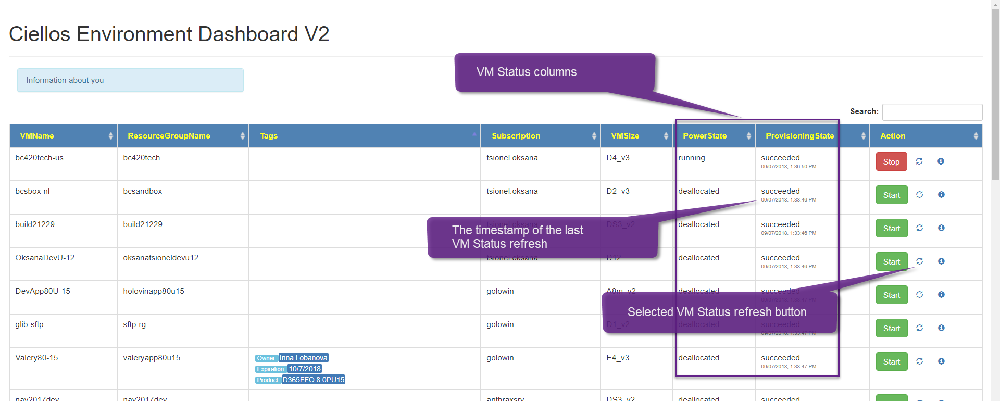 Ciellos Environment Dashboard V2
VM Status columns
Information about you
Search:
VMName ResourceGroupName Tags Subscription VMSize PowerState ProvisioningState Action
bc420tech-us bc420tech tsionel.oksana D4_v3 running succeeded Stop
09/07/2018, 1:36:50 PM
bcsbox-nl bcsandbox tsionel.oksana D2_v3 deallocated succeeded Start
09/07/2018, 1:33:46 PM
build21229 build21229 tsionel.oksana DS3_v2 deallocated succeeded Start
09/07/2018, 1:33:46 PM
The timestamp of the last
VM Status refresh
OksanaDevU-12 oksanatsioneldevu12 tsionel.oksana D12 deallocated succeeded Start
09/07/2018, 1:33:46 PM
DevApp80U-15 holovinapp80u15 golowin A8m_v2 deallocated succeeded Start
09/07/2018, 1:33:47 PM
Selected VM Status refresh button
glib-sftp sftp-rg golowin D1_v2 deallocated succeeded Start
09/07/2018, 1:33:47 PM
Valery80-15 valeryapp80u15 Owner: Inna Lobanova golowin E4_v3 deallocated succeeded Start
09/07/2018, 1:33:47 PM
Expiration: 10/7/2018
Product: D365FFO 8.0PU15
nav2017dev nav2017dev anthraxsrv DS3_v2 deallocated succeeded